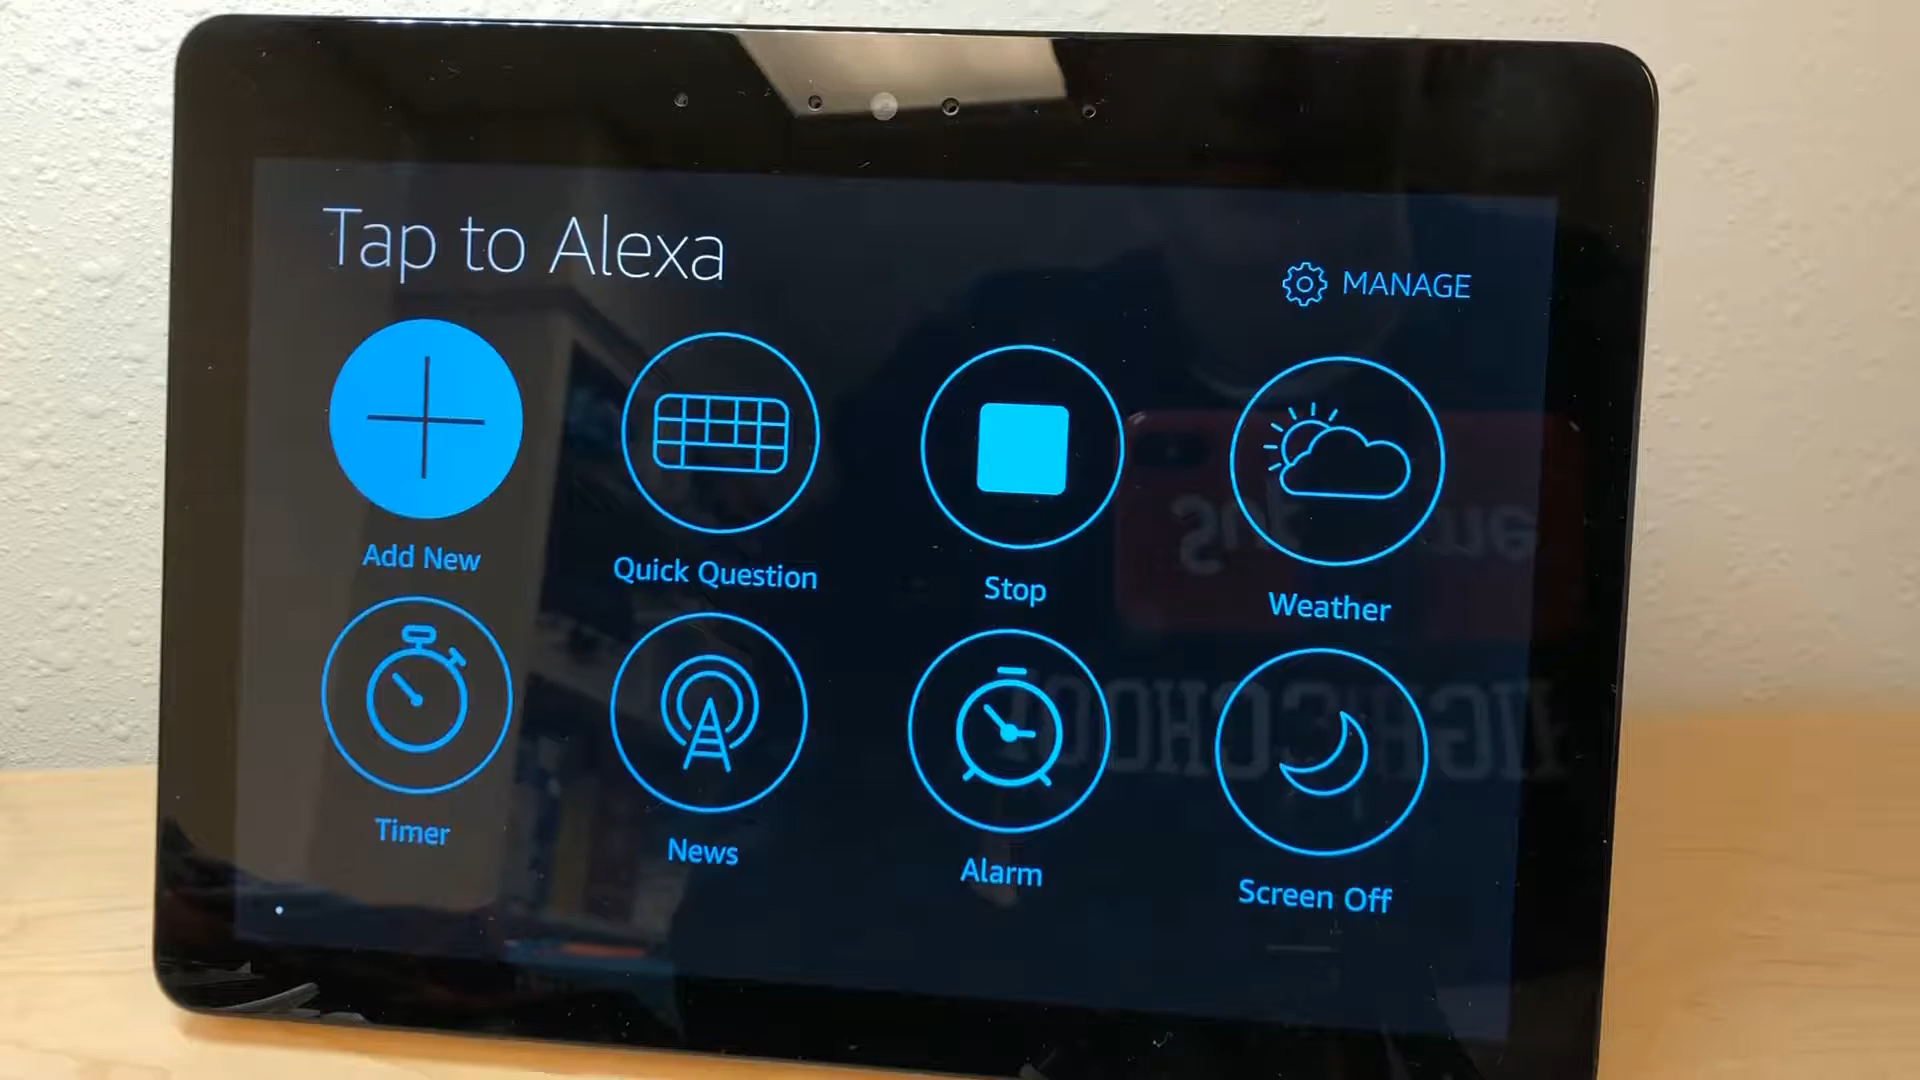 Tap to Alexa
MANAGE
Add New
Quick Question
Stop
Weather
Timer
News
Alarm
Screen Off